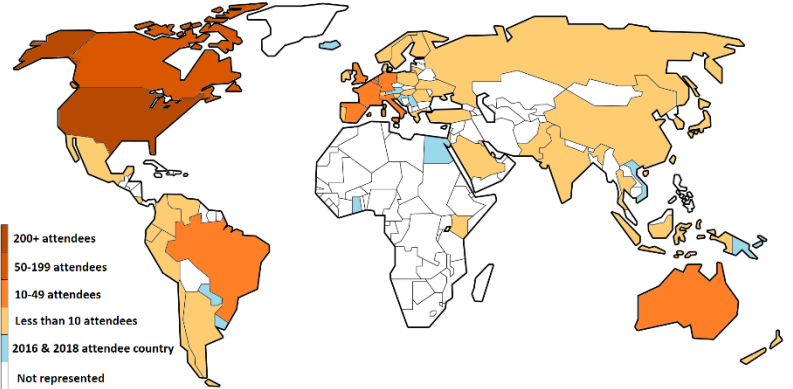 200+ attendees
50-199 attendees
10-49 attendees
Less than 10 attendees
2016 & 2018 attendee country
Not represented